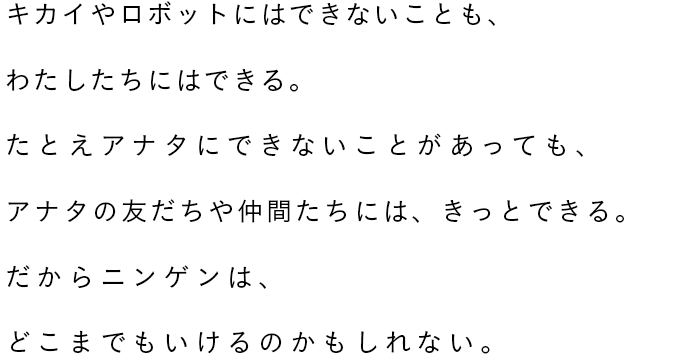 キカイやロボットにはできないことも、
わたしたちにはできる。
たとえアナタにできないことがあっても、
アナタの友だちや仲間たちには、きっとできる。
だからニンゲンは、
どこまでもいけるのかもしれない。